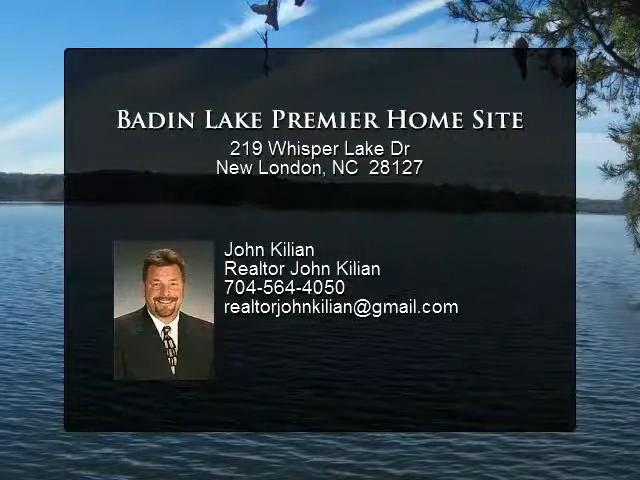 Badin Lake Premier Home Site
219 Whisper Lake Dr
New London, NC  28127
John Kilian
Realtor John Kilian
704-564-4050
realtorjohnkilian@gmail.com